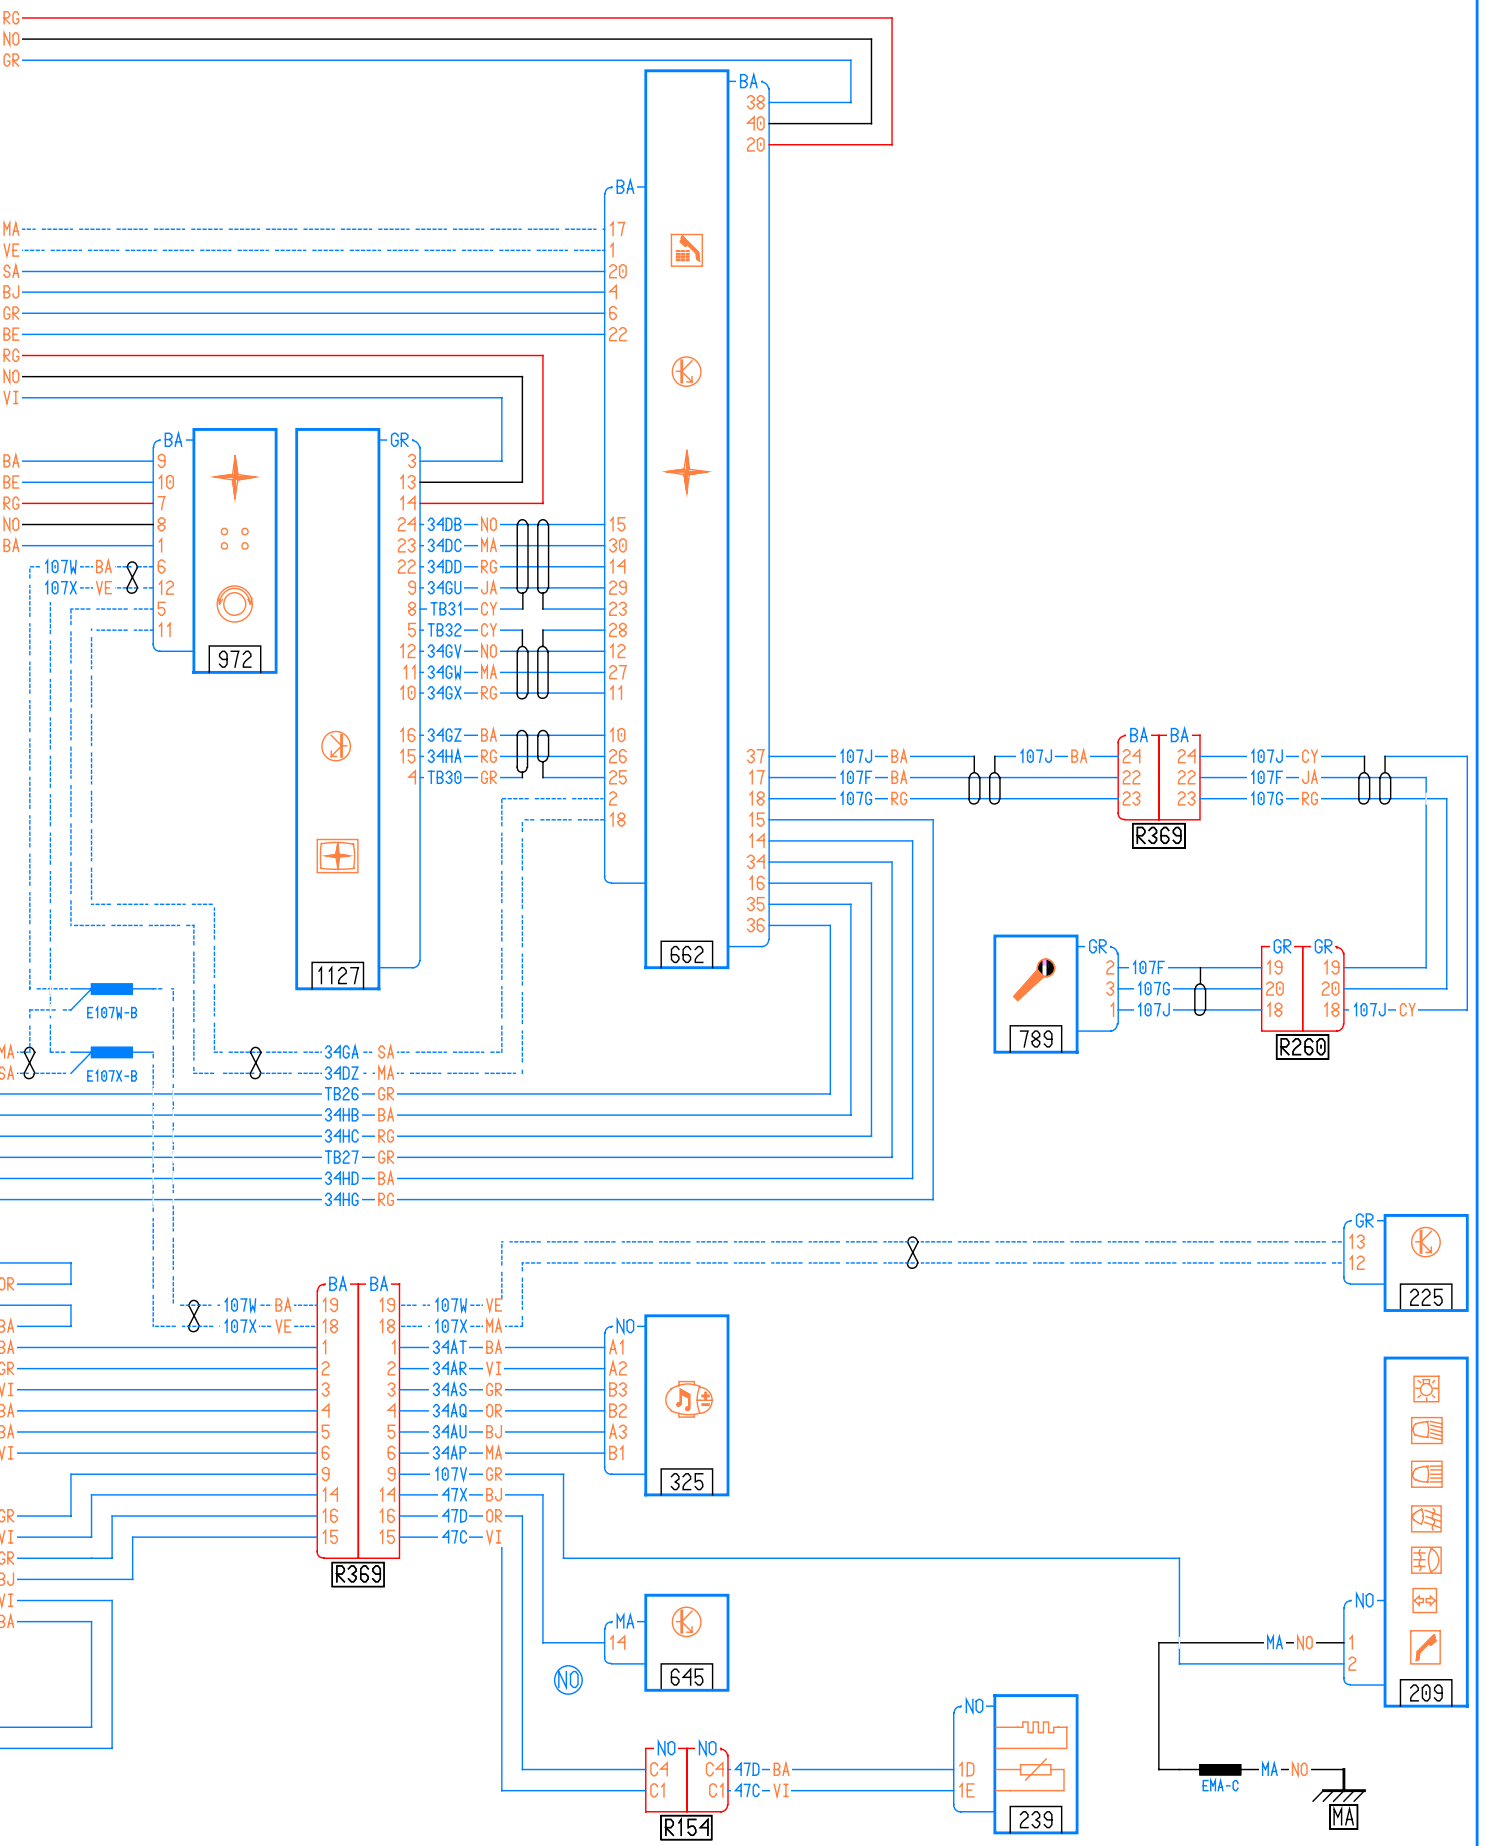 RG
NO
GR
BA
38
40
20
BA
MA 17
VE 1
SA 20
BJ 4
GR 6
BE 22
RG
NO
VI
BA GR
BA 9 3
BE 10 13
RG 7 14
NO 8 24 34DB NO 15
BA 1 23 34DC MA 30
107W BA 6 22 34DD RG 14
107X VE 12 9 34GU JA 29
5 8 TB31 CY 23
11 5 TB32 CY 28
972 12 34GV NO 12
11 34GW MA 27
10 34GX RG 11
16 34GZ BA 10 BA BA
15 34HA RG 26 37 107J BA 107J BA 24 24 107J CY
4 TB30 GR 25 17 107F BA 22 22 107F JA
2 18 107G RG 23 23 107G RG
18 15
14 R369
34
16
35
36
662 GR GR GR
1127 2 107F 19 19
3 107G 20 20
1 107J 18 18 107J CY
E107W-B
789 R260
MA 34GA SA
SA E107X-B 34DZ MA
TB26 GR
34HB BA
34HC RG
TB27 GR
34HD BA
34HG RG
GR
13
12
OR BA BA
225
107W BA 19 19 107W VE
BA 107X VE 18 18 107X MA NO
BA 1 1 34AT BA A1
GR 2 2 34AR VI A2
VI 3 3 34AS GR B3
BA 4 4 34AQ OR B2
BA 5 5 34AU BJ A3
VI 6 6 34AP MA B1
9 9 107V GR 325
14 14 47X BJ
GR 16 16 47D OR
VI 15 15 47C VI
GR R369
BJ
VI NO
BA MA
14 MA NO 1
2
645
NO
209
NO
NO NO
C4 C4 47D BA 1D MA NO
C1 C1 47C VI 1E EMA-C
R154 239 MA